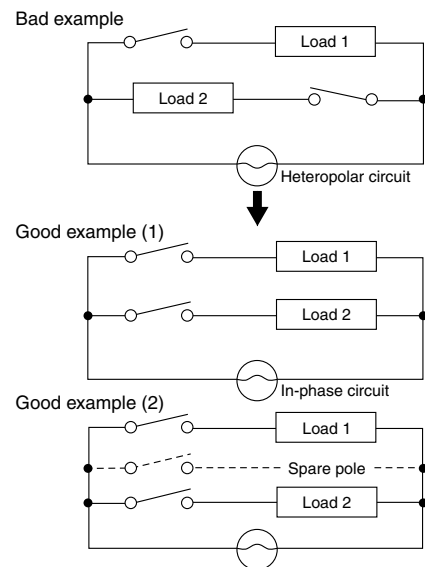 Bad example
Load 1
Load 2
Heteropolar circuit
Good example (1)
Load 1
Load 2
In-phase circuit
Good example (2)
Load 1
Spare pole
Load 2